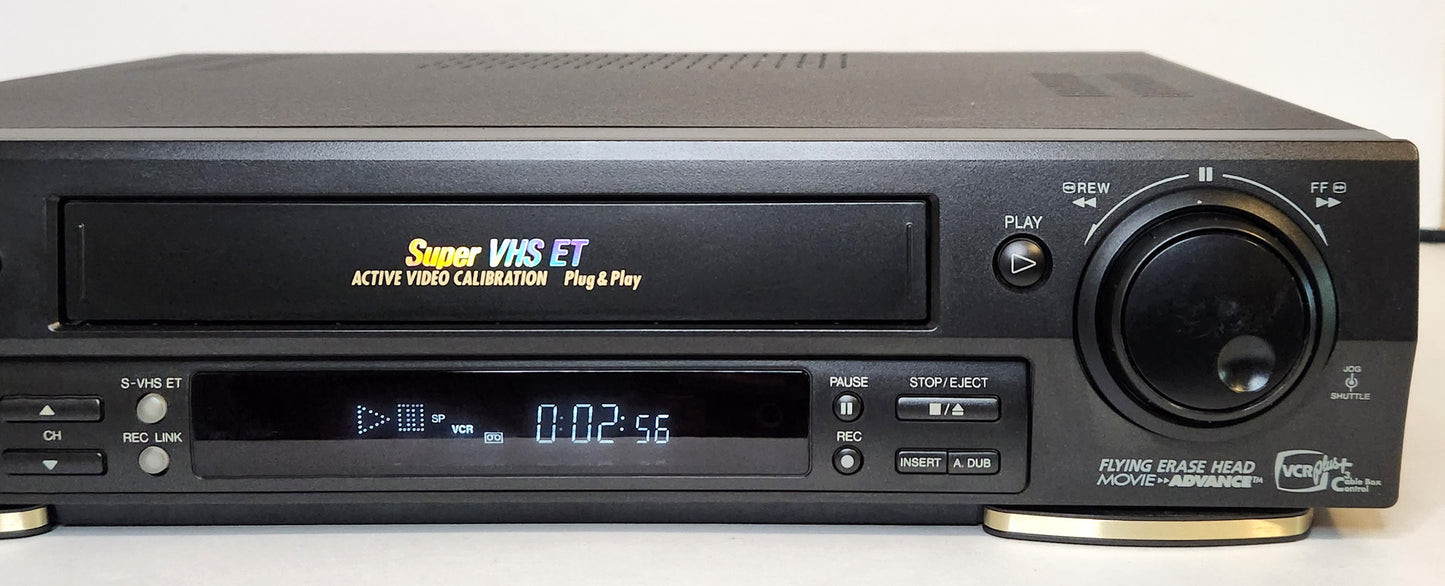 Super VHS ET
ACTIVE VIDEO CALIBRATION Plug & Play
PLAY
REW
FF
JOG
SHUTTLE
S-VHS ET
CH
REC LINK
SP
VCR
0:02:56
PAUSE
REC
STOP/EJECT
INSERT
A. DUB
FLYING ERASE HEAD
MOVIE ADVANCE™
VCR plus+
Cable Box
Control